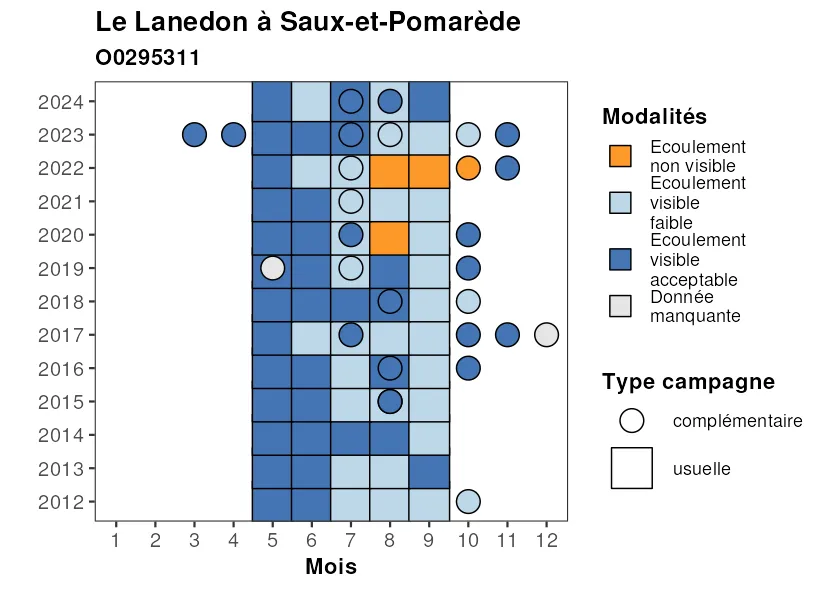 Le Lanedon à Saux-et-Pomarède
O0295311
2024
2023
2022
2021
2020
2019
2018
2017
2016
2015
2014
2013
2012
1 2 3 4 5 6 7 8 9 10 11 12
Mois
Modalités
Ecoulement
non visible
Ecoulement
visible
faible
Ecoulement
visible
acceptable
Donnée
manquante
Type campagne
complémentaire
usuelle